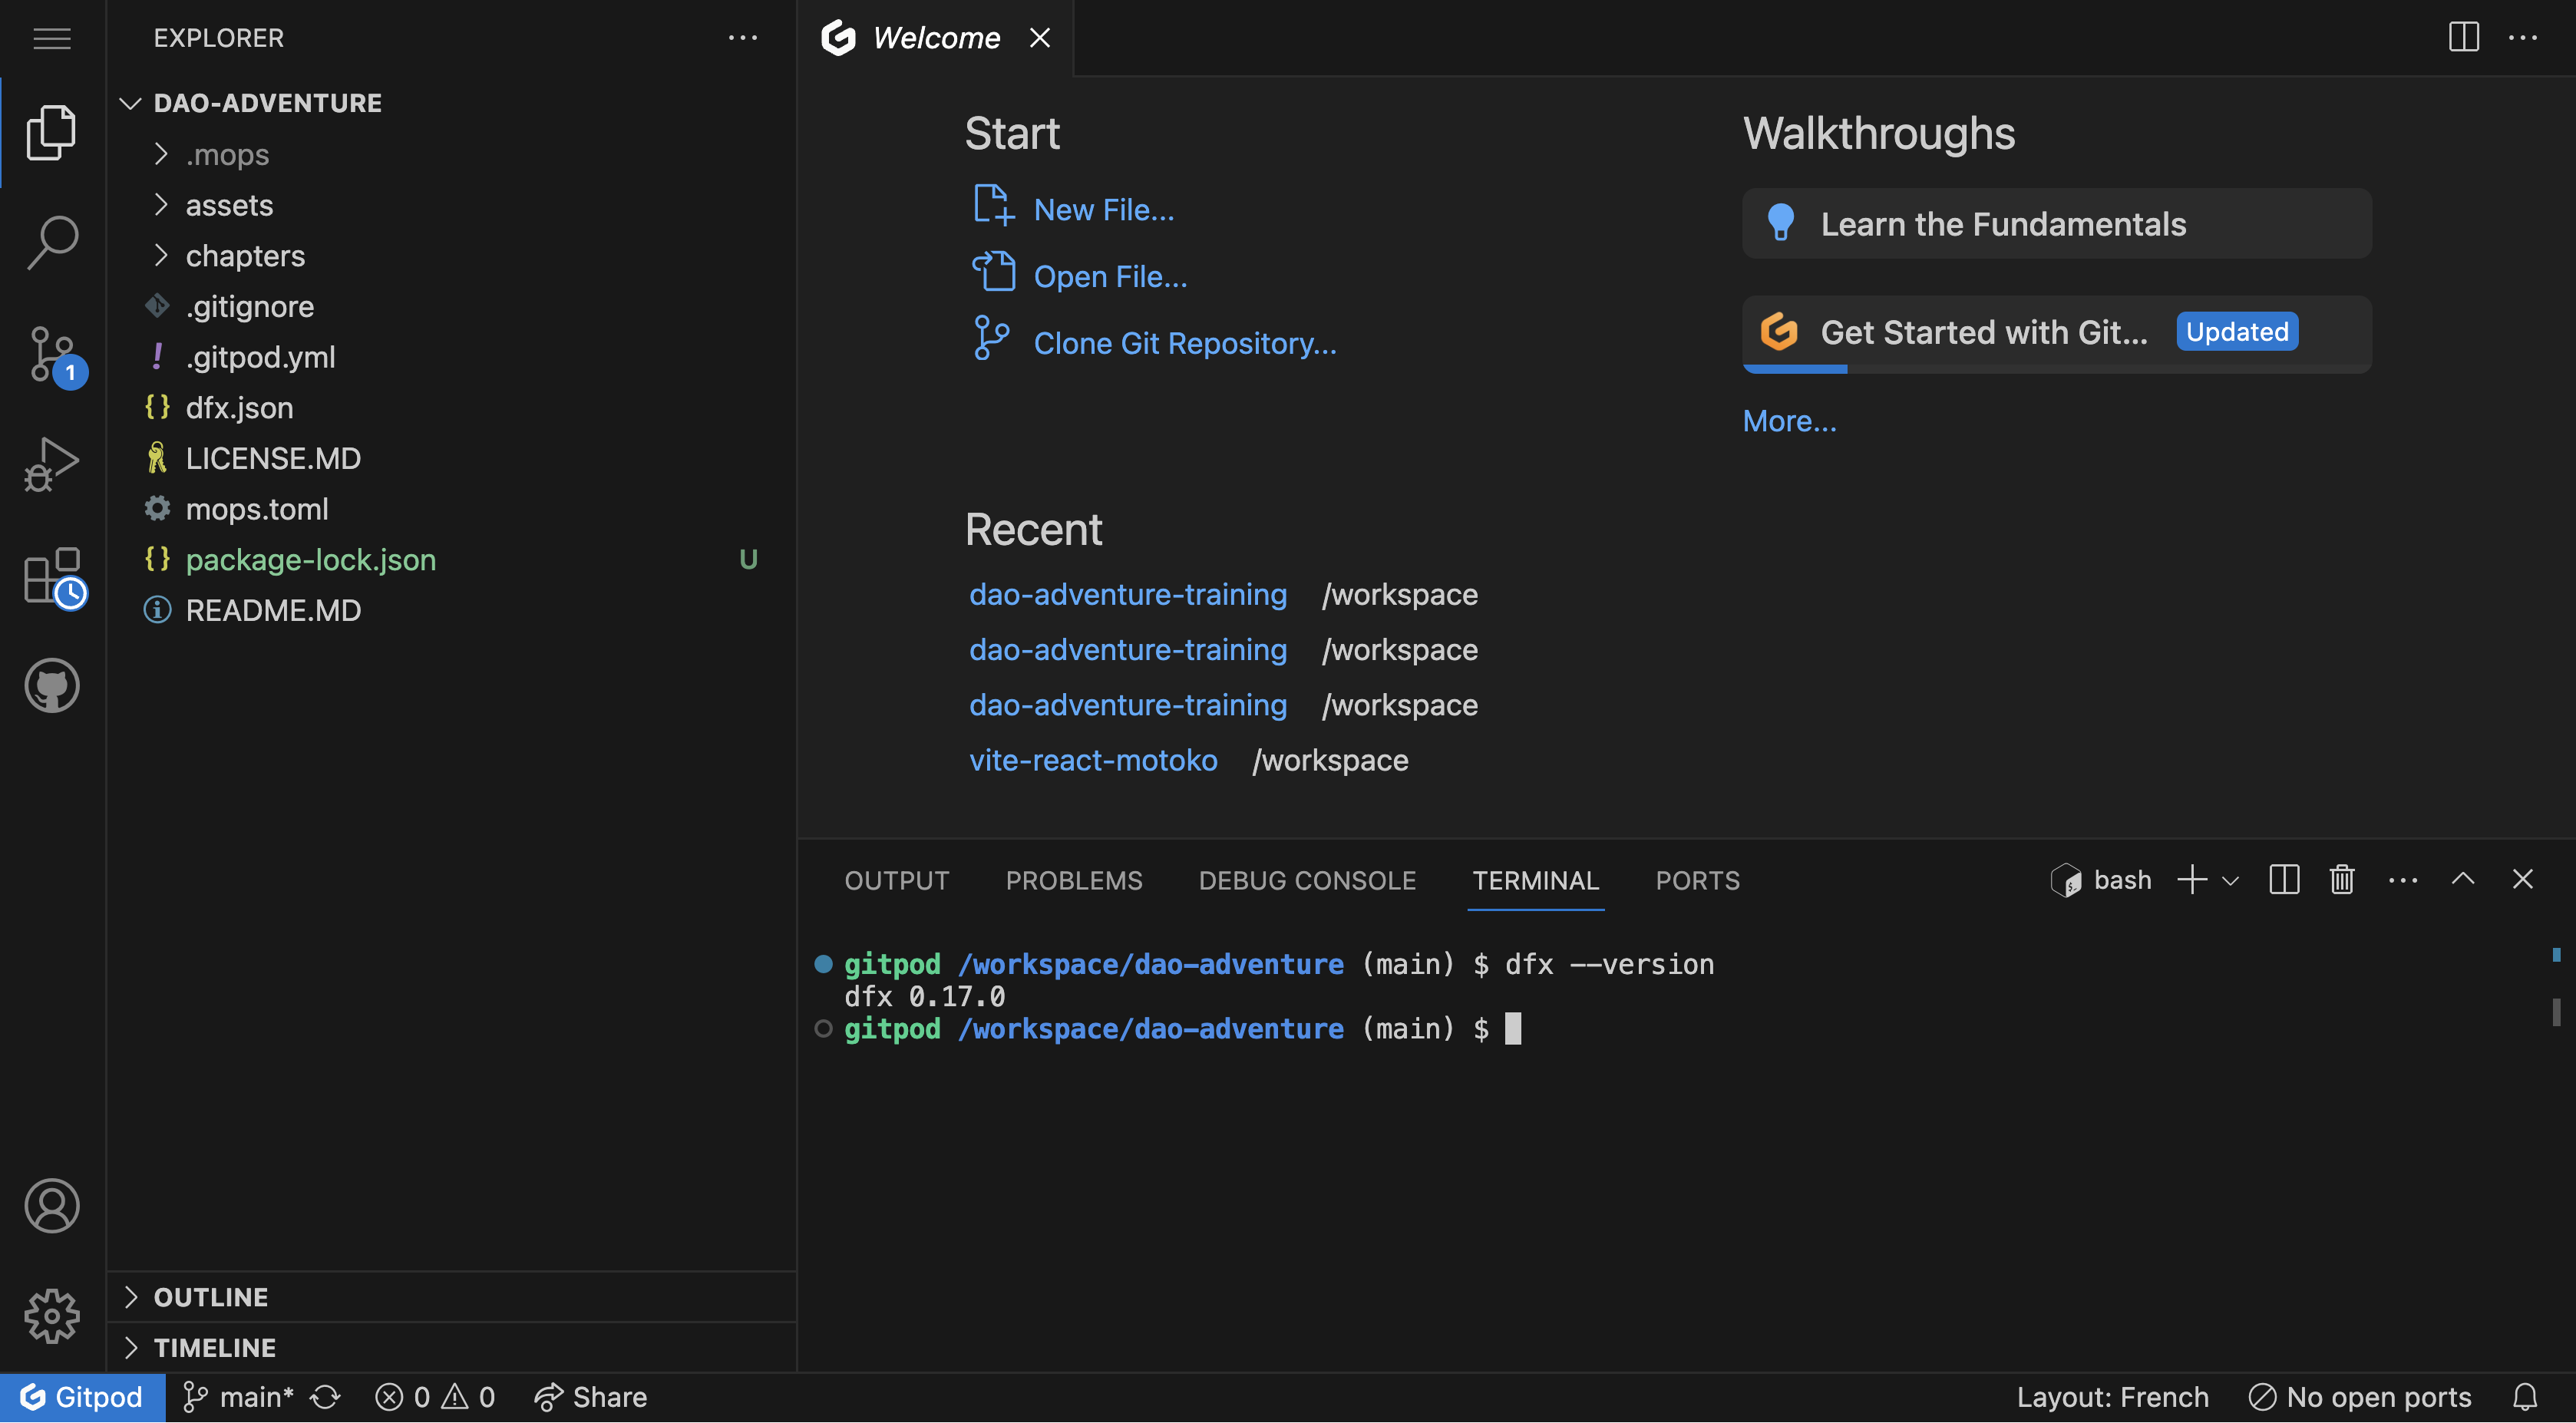 EXPLORER
DAO-ADVENTURE
.mops
assets
chapters
.gitignore
.gitpod.yml
dfx.json
LICENSE.MD
mops.toml
package-lock.json U
README.MD
OUTLINE
TIMELINE
1
Welcome
Start
New File...
Open File...
Clone Git Repository...
Recent
dao-adventure-training /workspace
dao-adventure-training /workspace
dao-adventure-training /workspace
vite-react-motoko /workspace
Walkthroughs
Learn the Fundamentals
Get Started with Git... Updated
More...
OUTPUT PROBLEMS DEBUG CONSOLE TERMINAL PORTS bash
gitpod /workspace/dao-adventure (main) $ dfx --version
dfx 0.17.0
gitpod /workspace/dao-adventure (main) $
Gitpod main* 0 0 Share Layout: French No open ports